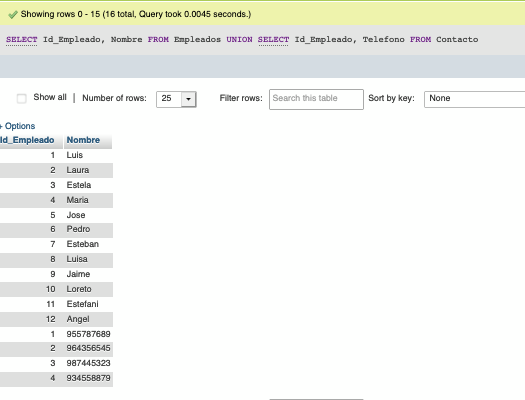 Showing rows 0 - 15 (16 total, Query took 0.0045 seconds.)
SELECT Id_Empleado, Nombre FROM Empleados UNION SELECT Id_Empleado, Telefono FROM Contacto
Show all | Number of rows: 25 Filter rows: Search this table Sort by key: None
+ Options
Id_Empleado Nombre
1 Luis
2 Laura
3 Estela
4 Maria
5 Jose
6 Pedro
7 Esteban
8 Luisa
9 Jaime
10 Loreto
11 Estefani
12 Angel
1 955787689
2 964356545
3 987445323
4 934558879